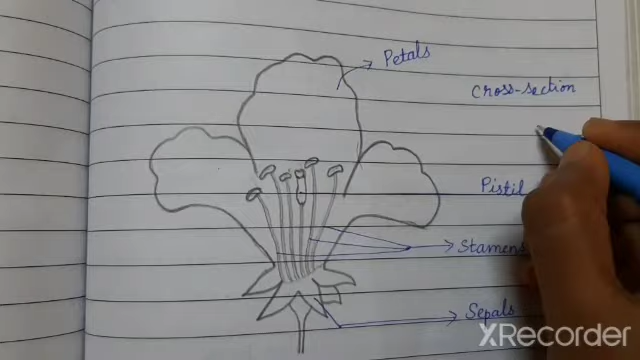 Petals
Cross-section
Pistil
Stamens
Sepals
XRecorder